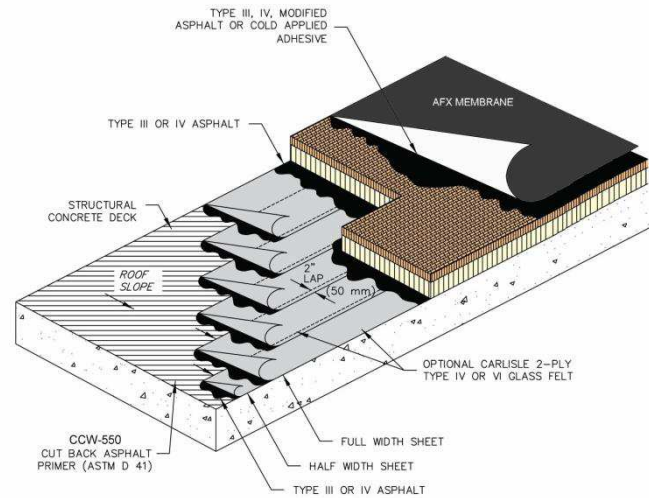 TYPE III, IV, MODIFIED
ASPHALT OR COLD APPLIED
ADHESIVE
AFX MEMBRANE
TYPE III OR IV ASPHALT
STRUCTURAL
CONCRETE DECK
ROOF
SLOPE
2"
LAP
(50 mm)
OPTIONAL CARLISLE 2-PLY
TYPE IV OR VI GLASS FELT
CCW-550
CUT BACK ASPHALT
PRIMER (ASTM D 41)
FULL WIDTH SHEET
HALF WIDTH SHEET
TYPE III OR IV ASPHALT